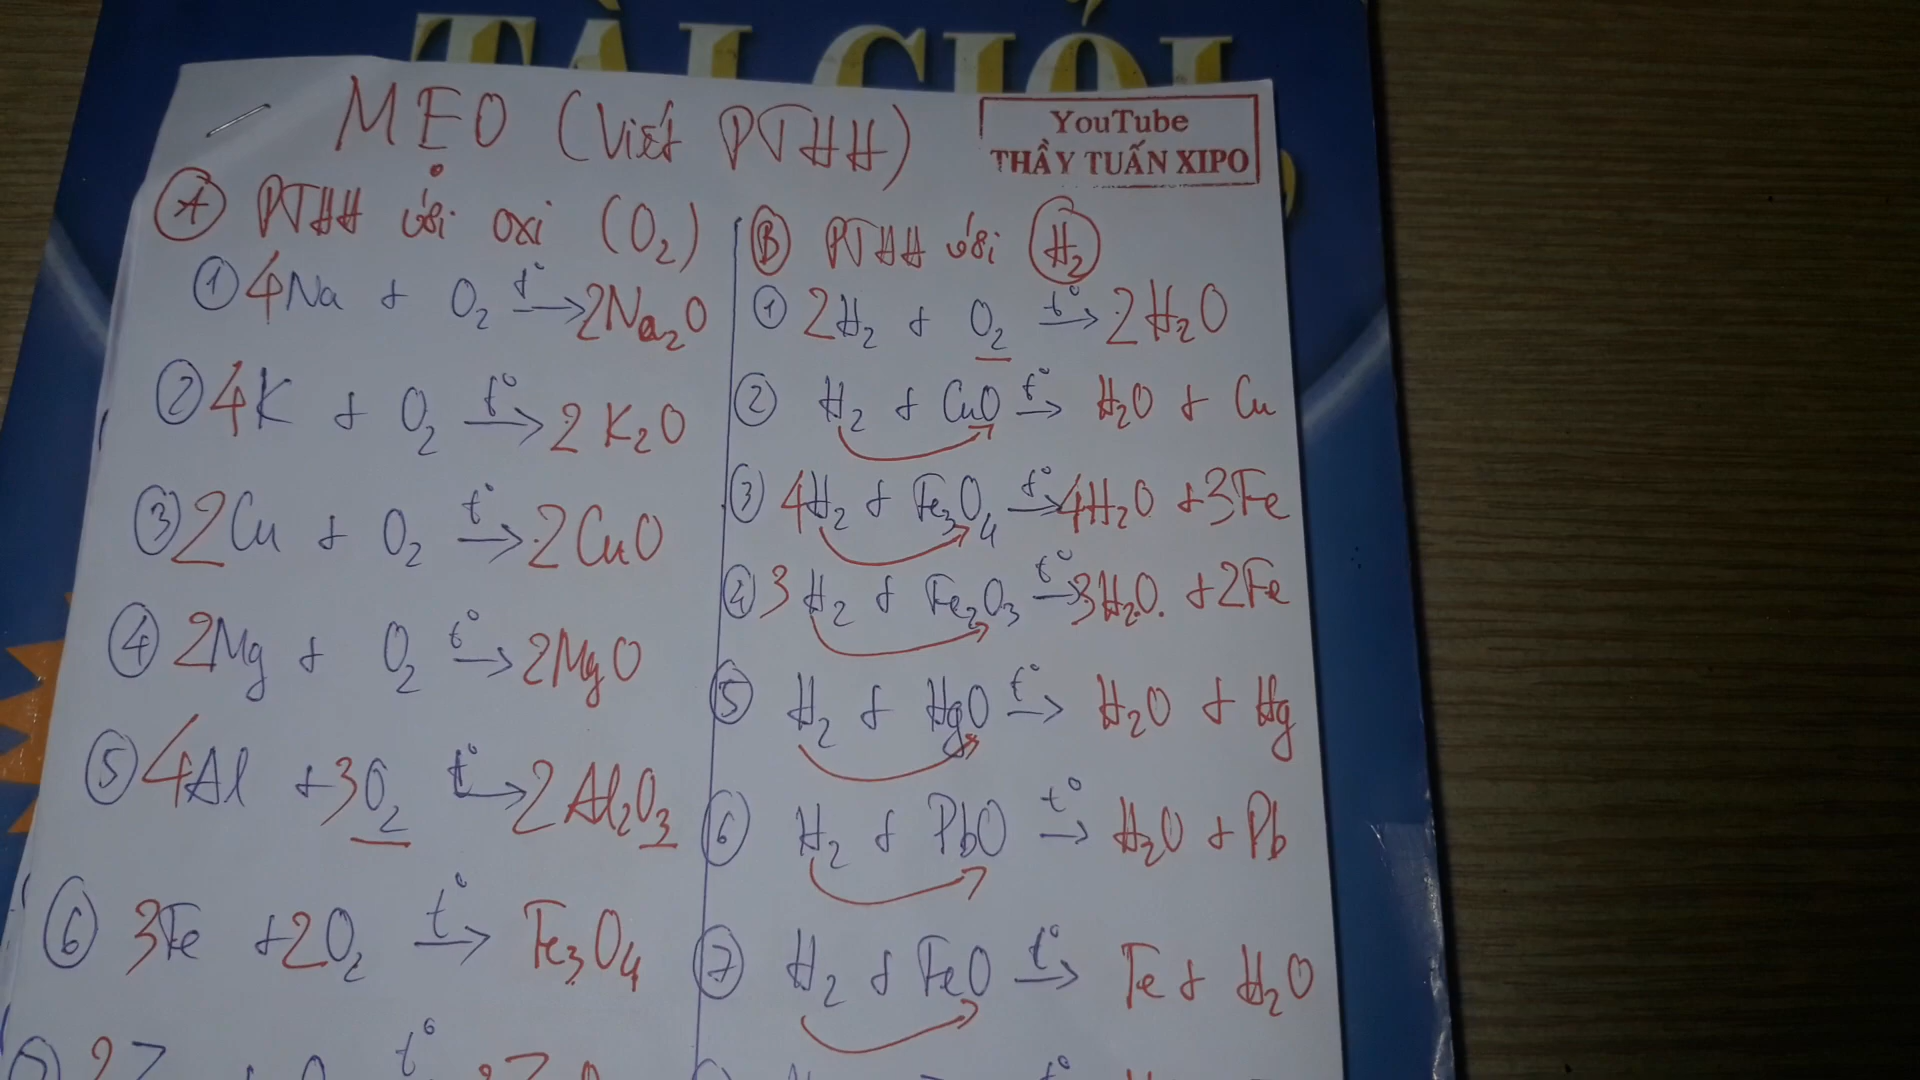 TÀI GIỎI
MẸO (Viết PTHH)
YouTube
THẦY TUẤN XIPO
A PTHH với oxi (O₂)
① 4Na + O₂ t° → 2Na₂O
② 4K + O₂ t° → 2K₂O
③ 2Cu + O₂ t° → 2CuO
④ 2Mg + O₂ t° → 2MgO
⑤ 4Al + 3O₂ t° → 2Al₂O₃
⑥ 3Fe + 2O₂ t° → Fe₃O₄
B PTHH với H₂
① 2H₂ + O₂ t° → 2H₂O
② H₂ + CuO t° → H₂O + Cu
③ 4H₂ + Fe₃O₄ t° → 4H₂O + 3Fe
④ 3H₂ + Fe₂O₃ t° → 3H₂O + 2Fe
⑤ H₂ + HgO t° → H₂O + Hg
⑥ H₂ + PbO t° → H₂O + Pb
⑦ H₂ + FeO t° → Fe + H₂O